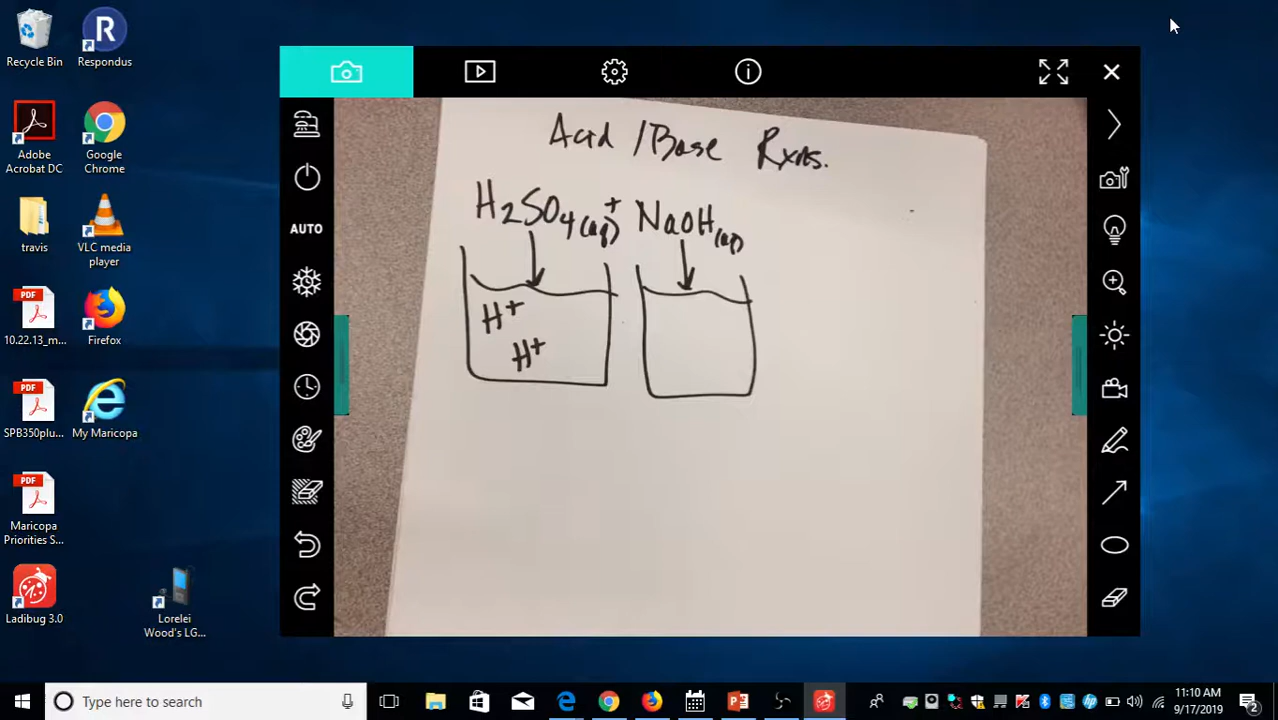 Recycle Bin
Respondus
Adobe Acrobat DC
Google Chrome
travis
VLC media player
10.22.13_m...
Firefox
SPB350plu...
My Maricopa
Maricopa Priorities S...
Ladibug 3.0
Lorelei Wood's LG...
AUTO
Acid / Base Rxns.
H₂SO₄(aq) + NaOH(aq)
H+
H+
Type here to search
11:10 AM
9/17/2019
2